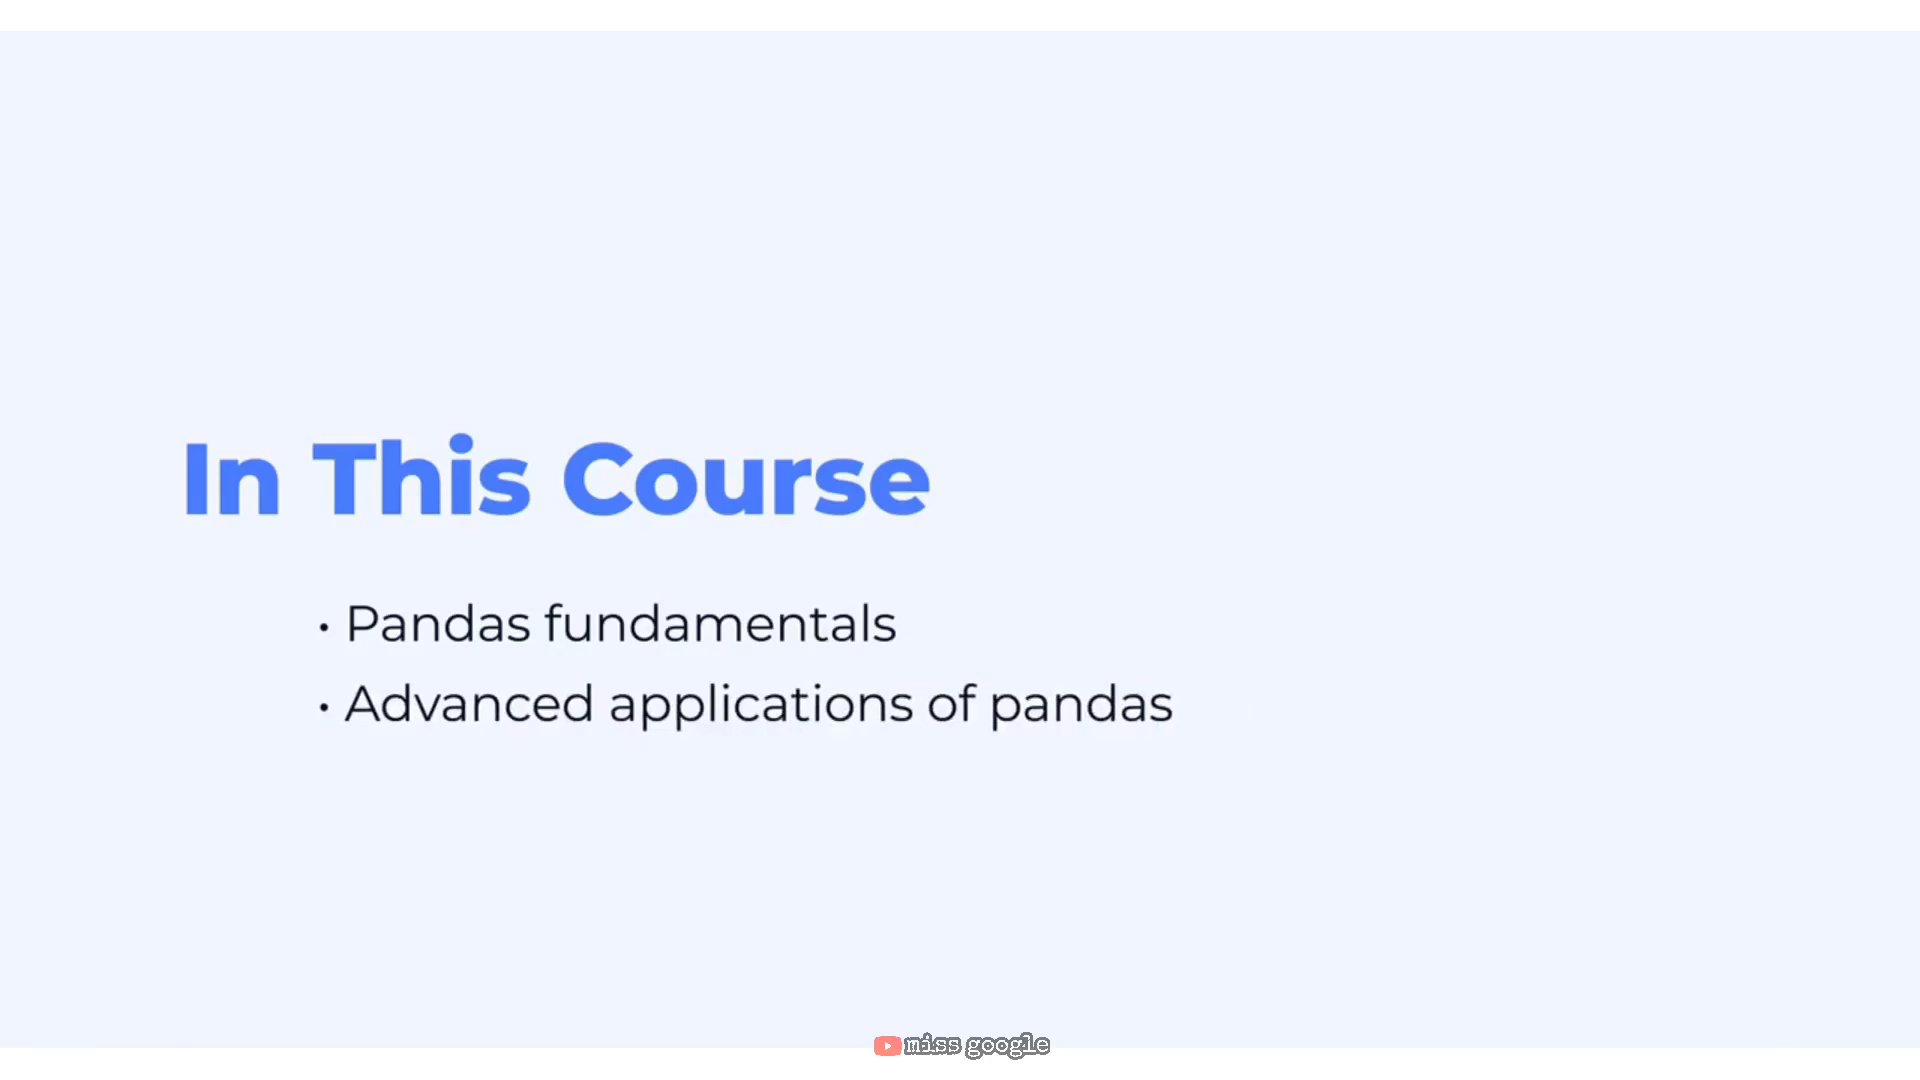 In This Course
• Pandas fundamentals
• Advanced applications of pandas
miss google